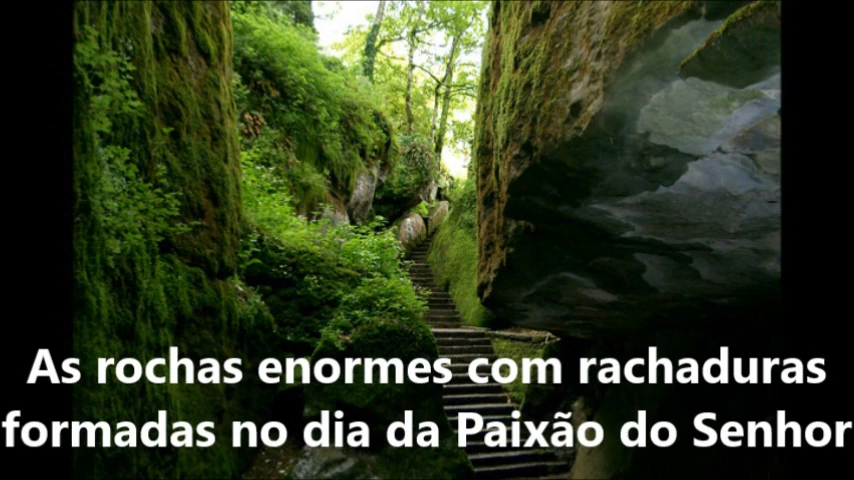 As rochas enormes com rachaduras
formadas no dia da Paixão do Senhor